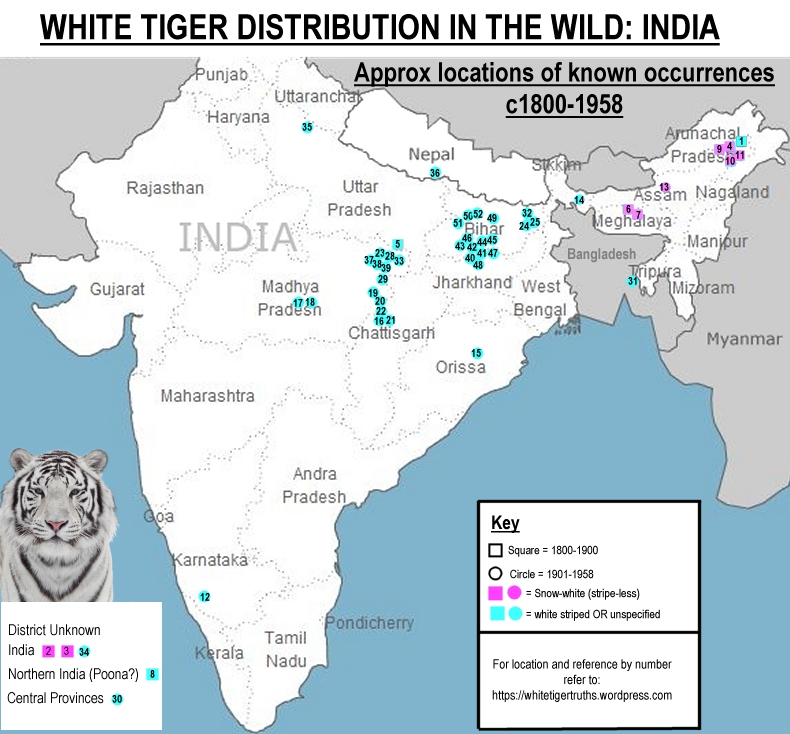 WHITE TIGER DISTRIBUTION IN THE WILD: INDIA
Approx locations of known occurrences
c1800-1958
Punjab
Uttaranchal
Haryana
35
Arunachal
Pradesh
1
9 4
11
10
Nepal
36
Sikkim
Rajasthan
Uttar
Pradesh
13
Assam
Nagaland
14
6 7
Meghalaya
INDIA
50 52 49
51
Bihar
32
24 25
46 44 45
43 42
41 47
40
48
5
23 28
37 38 33
39
29
Manipur
Bangladesh
Tripura
31
Mizoram
Gujarat
Madhya
Pradesh
17 18
19
20
22
16 21
Chattisgarh
Jharkhand
West
Bengal
Myanmar
15
Orissa
Maharashtra
Andra
Pradesh
Goa
Karnataka
12
Pondicherry
Kerala
Tamil
Nadu
District Unknown
India 2 3 34
Northern India (Poona?) 8
Central Provinces 30
Key
Square = 1800-1900
Circle = 1901-1958
= Snow-white (stripe-less)
= white striped OR unspecified
For location and reference by number
refer to:
https://whitetigertruths.wordpress.com